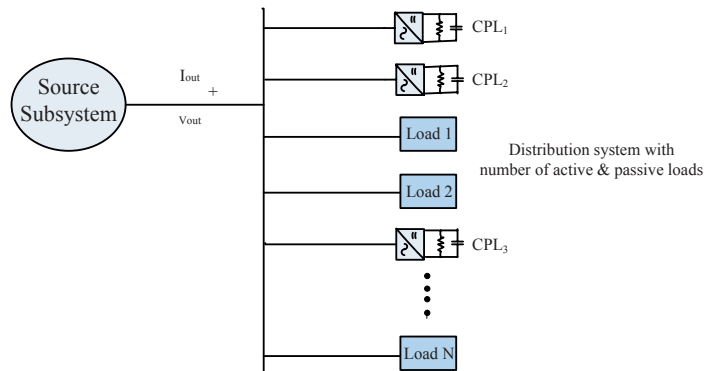 Source
Subsystem
Iout
+
Vout
CPL1
CPL2
Load 1
Load 2
CPL3
Load N
Distribution system with
number of active & passive loads